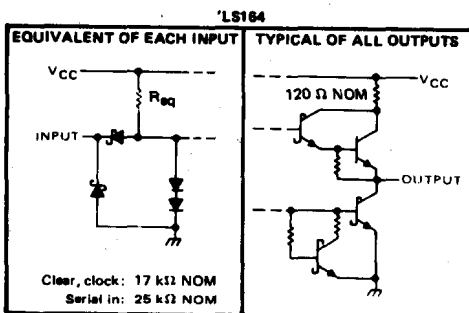 'LS164
EQUIVALENT OF EACH INPUT
VCC
Req
INPUT
Clear, clock: 17 kΩ NOM
Serial in: 25 kΩ NOM
TYPICAL OF ALL OUTPUTS
VCC
120 Ω NOM
OUTPUT